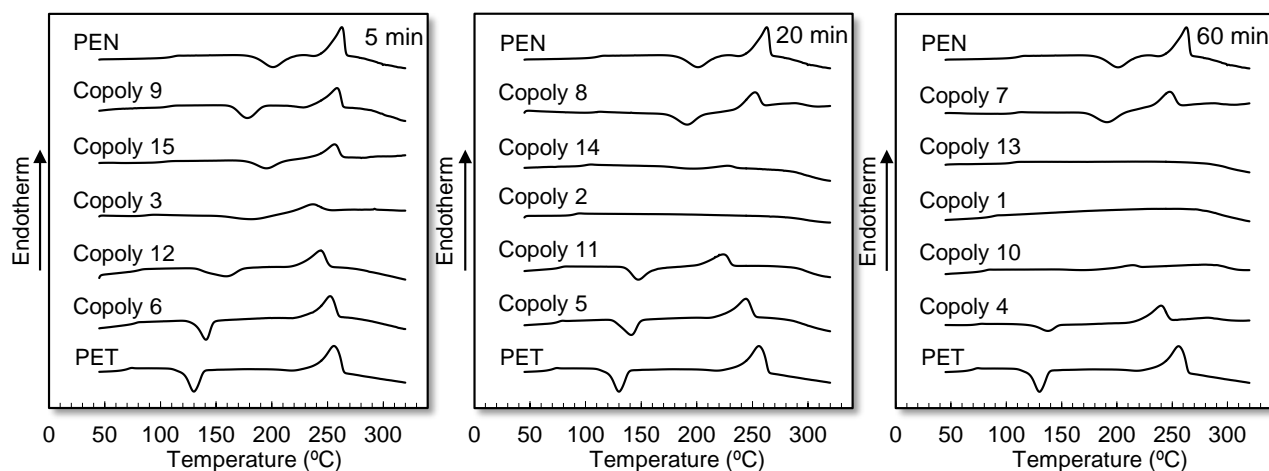 PEN
5 min
Copoly 9
Copoly 15
Copoly 3
Copoly 12
Copoly 6
PET
Endotherm
0 50 100 150 200 250 300
Temperature (ºC)
PEN
20 min
Copoly 8
Copoly 14
Copoly 2
Copoly 11
Copoly 5
PET
Endotherm
0 50 100 150 200 250 300
Temperature (ºC)
PEN
60 min
Copoly 7
Copoly 13
Copoly 1
Copoly 10
Copoly 4
PET
Endotherm
0 50 100 150 200 250 300
Temperature (ºC)